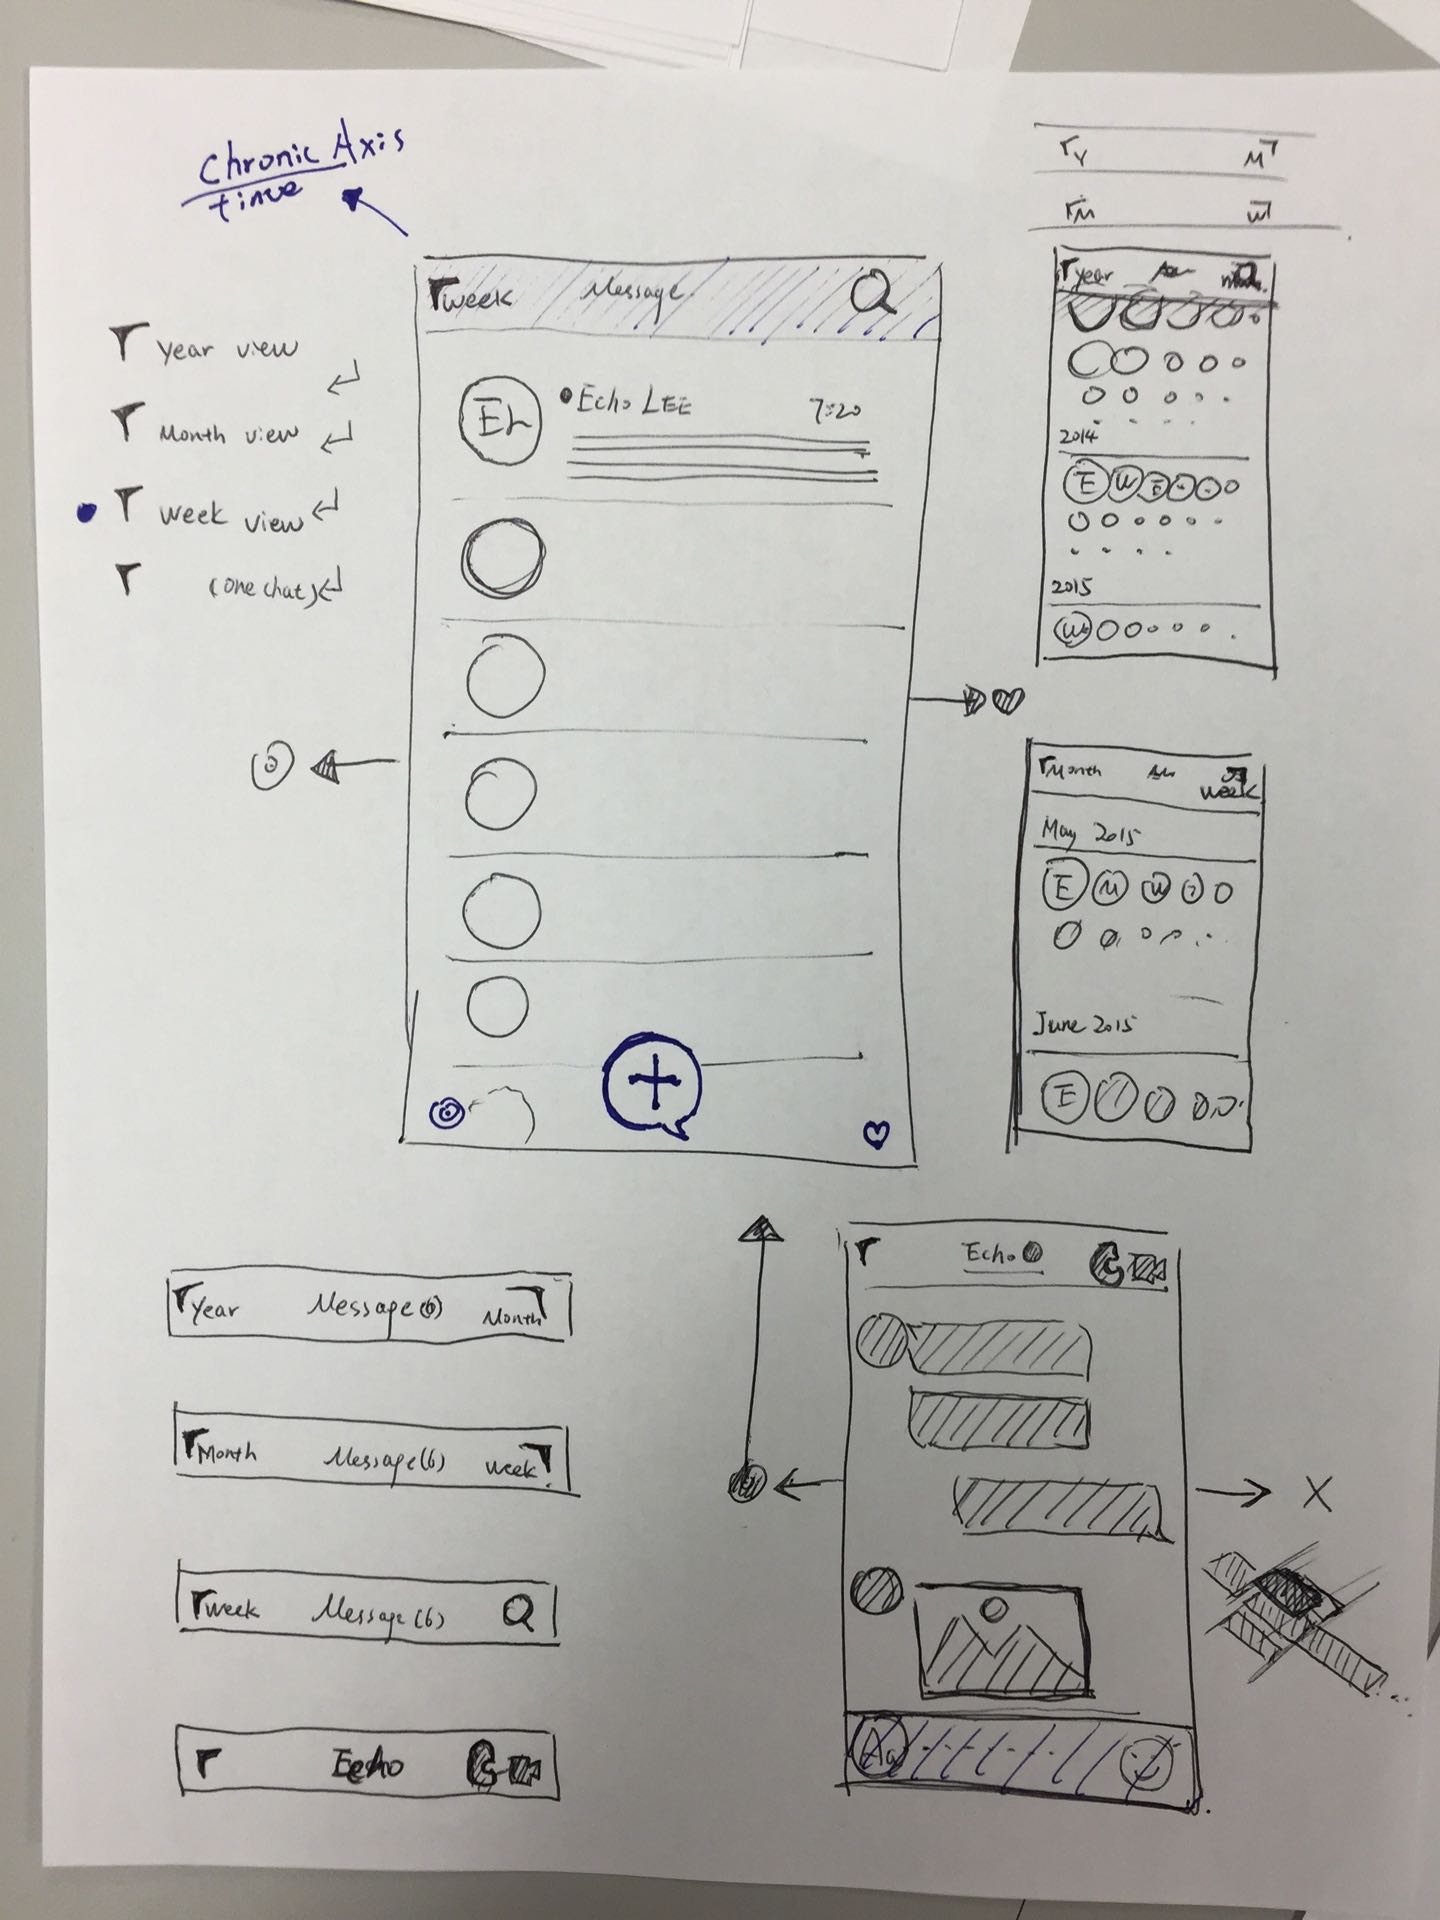 Chronic Axis
time
Year view
Month view
Week view
(one chat)
week Message
EL Echo LEE 7:20
Y M
M W
year
2014
E W E
2015
W
Month week
May 2015
E M W
June 2015
E
Year Message(6) Month
Month Message(6) week
week Message(6)
Echo
Echo
X
Aa